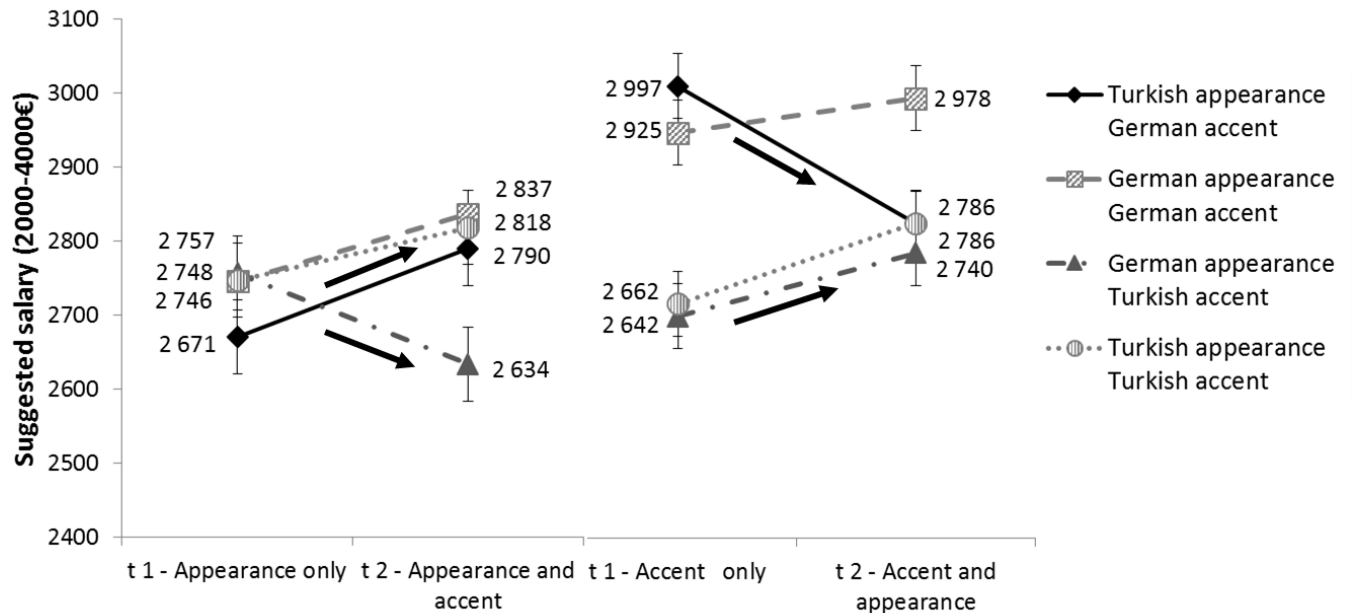 Suggested salary (2000-4000€)
3100
3000
2900
2800
2700
2600
2500
2400
2 757
2 748
2 746
2 671
2 837
2 818
2 790
2 634
2 997
2 925
2 662
2 642
2 978
2 786
2 786
2 740
t 1 - Appearance only
t 2 - Appearance and
accent
t 1 - Accent only
t 2 - Accent and
appearance
Turkish appearance
German accent
German appearance
German accent
German appearance
Turkish accent
Turkish appearance
Turkish accent